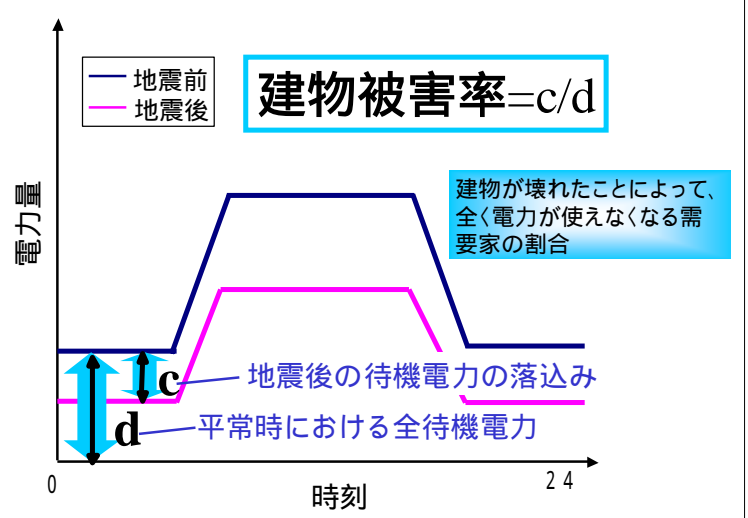 地震前
地震後
建物被害率=c/d
電力量
建物が壊れたことによって、
全く電力が使えなくなる需
要家の割合
c
地震後の待機電力の落込み
d
平常時における全待機電力
0
時刻
24